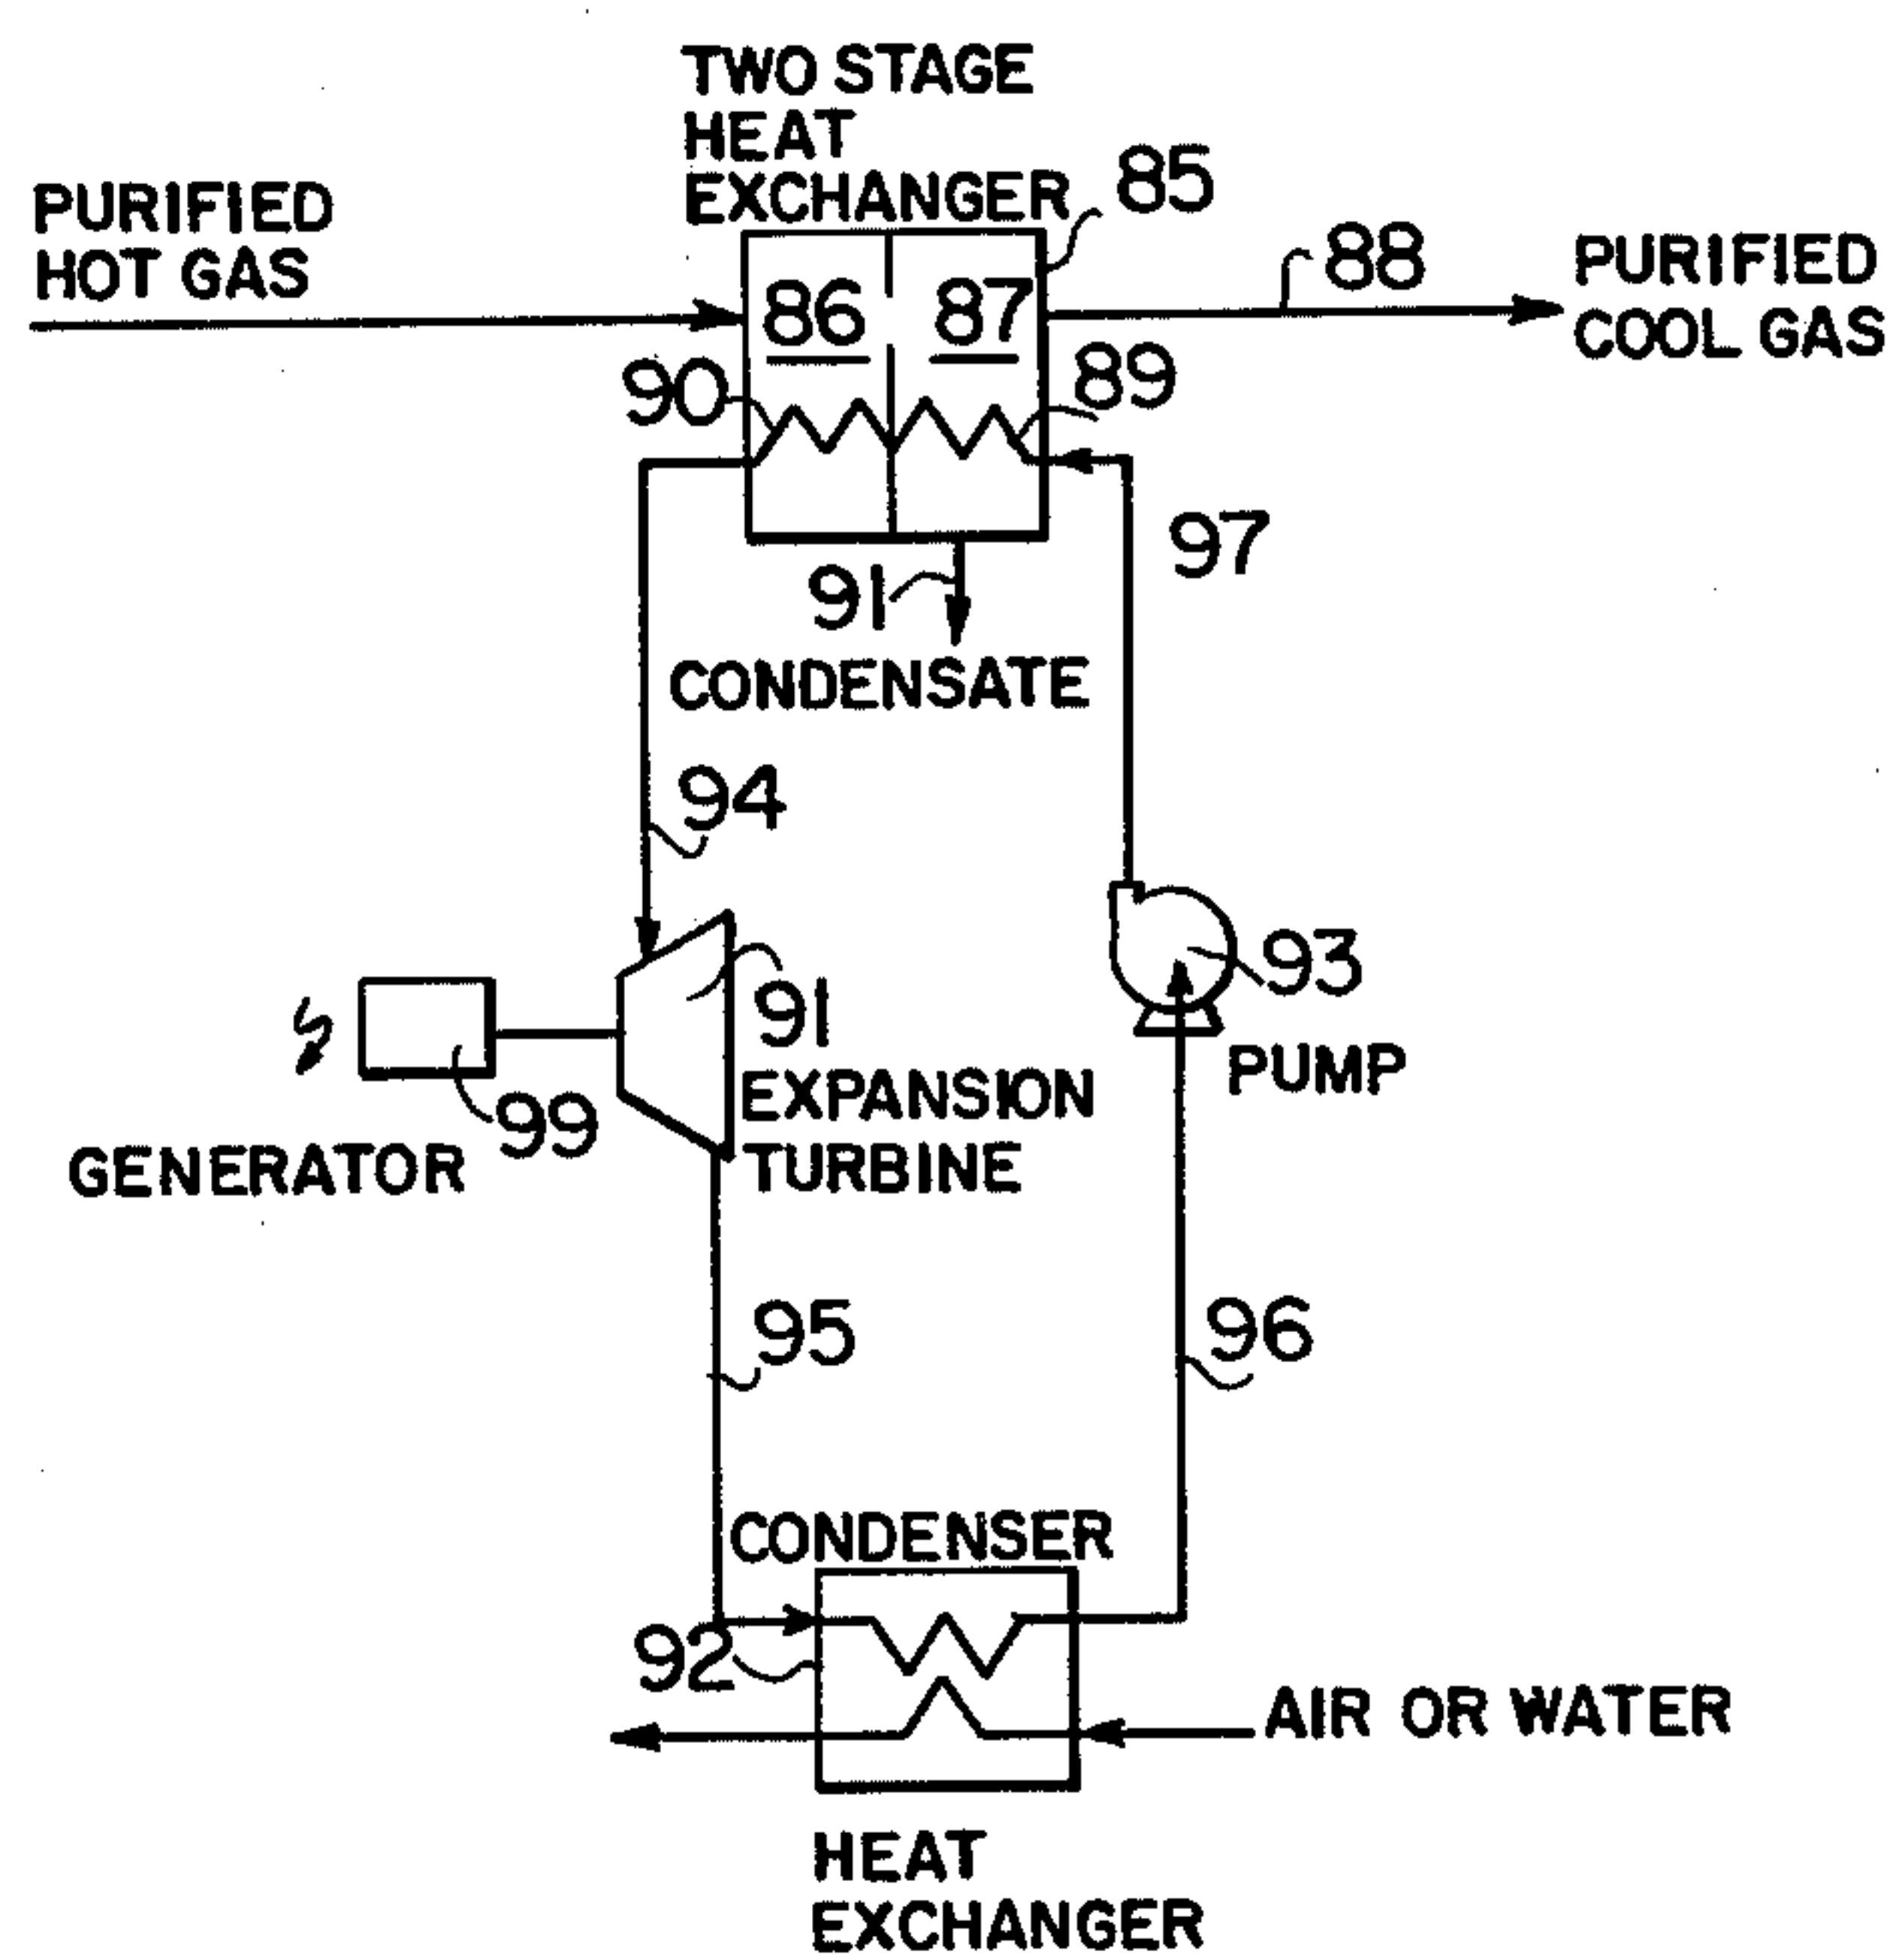 TWO STAGE
HEAT
EXCHANGER
85
PURIFIED
HOT GAS
88
PURIFIED
COOL GAS
86
87
90
89
97
91
CONDENSATE
94
93
PUMP
91
EXPANSION
TURBINE
99
GENERATOR
95
96
CONDENSER
92
AIR OR WATER
HEAT
EXCHANGER